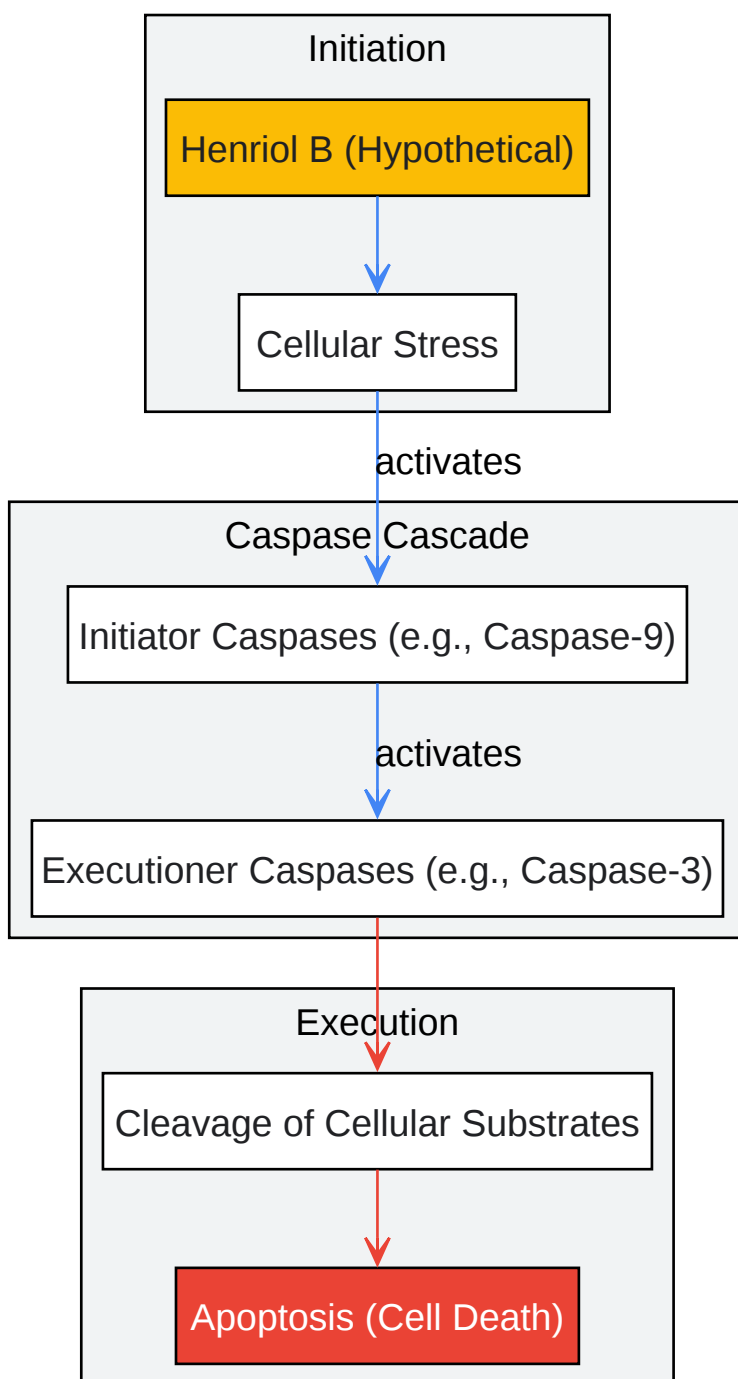 Initiation
Henriol B (Hypothetical)
Cellular Stress
activates
Caspase Cascade
Initiator Caspases (e.g., Caspase-9)
activates
Executioner Caspases (e.g., Caspase-3)
Execution
Cleavage of Cellular Substrates
Apoptosis (Cell Death)